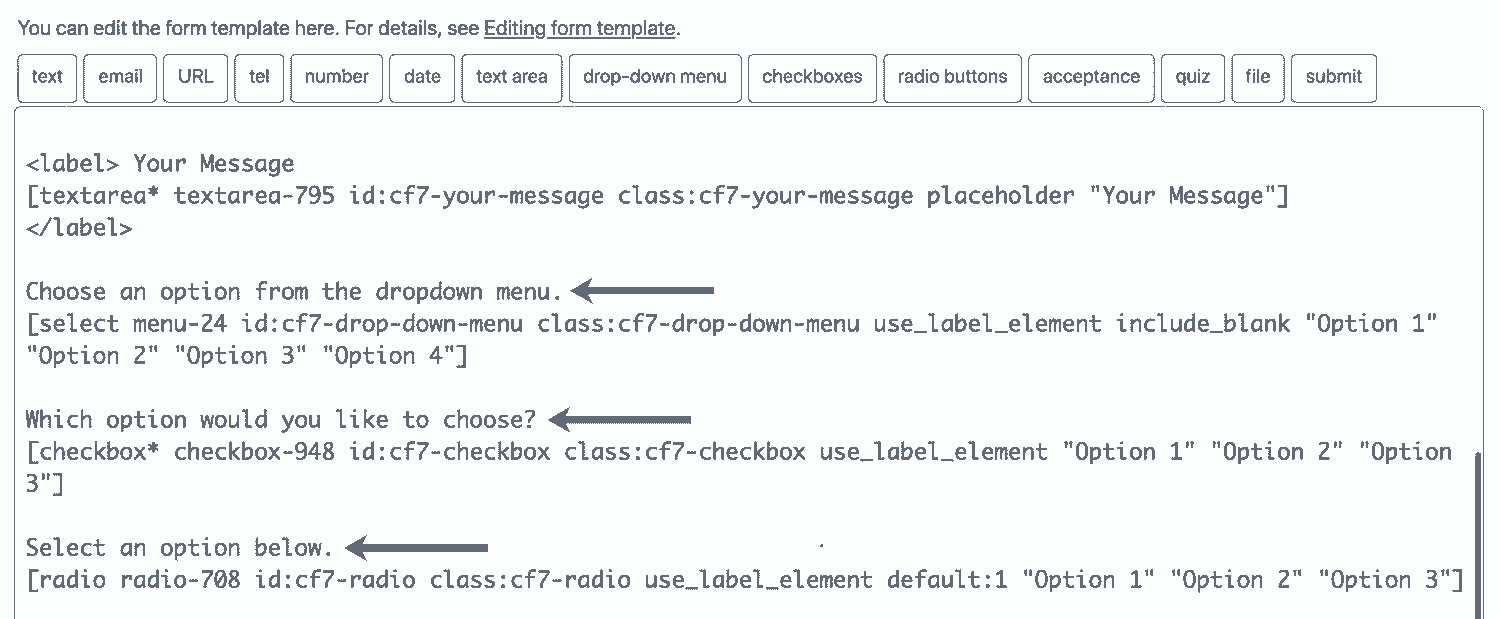 You can edit the form template here. For details, see Editing form template.
text email URL tel number date text area drop-down menu checkboxes radio buttons acceptance quiz file submit
<label> Your Message
[textarea* textarea-795 id:cf7-your-message class:cf7-your-message placeholder "Your Message"]
</label>
Choose an option from the dropdown menu.
[select menu-24 id:cf7-drop-down-menu class:cf7-drop-down-menu use_label_element include_blank "Option 1"
"Option 2" "Option 3" "Option 4"]
Which option would you like to choose?
[checkbox* checkbox-948 id:cf7-checkbox class:cf7-checkbox use_label_element "Option 1" "Option 2" "Option
3"]
Select an option below.
[radio radio-708 id:cf7-radio class:cf7-radio use_label_element default:1 "Option 1" "Option 2" "Option 3"]